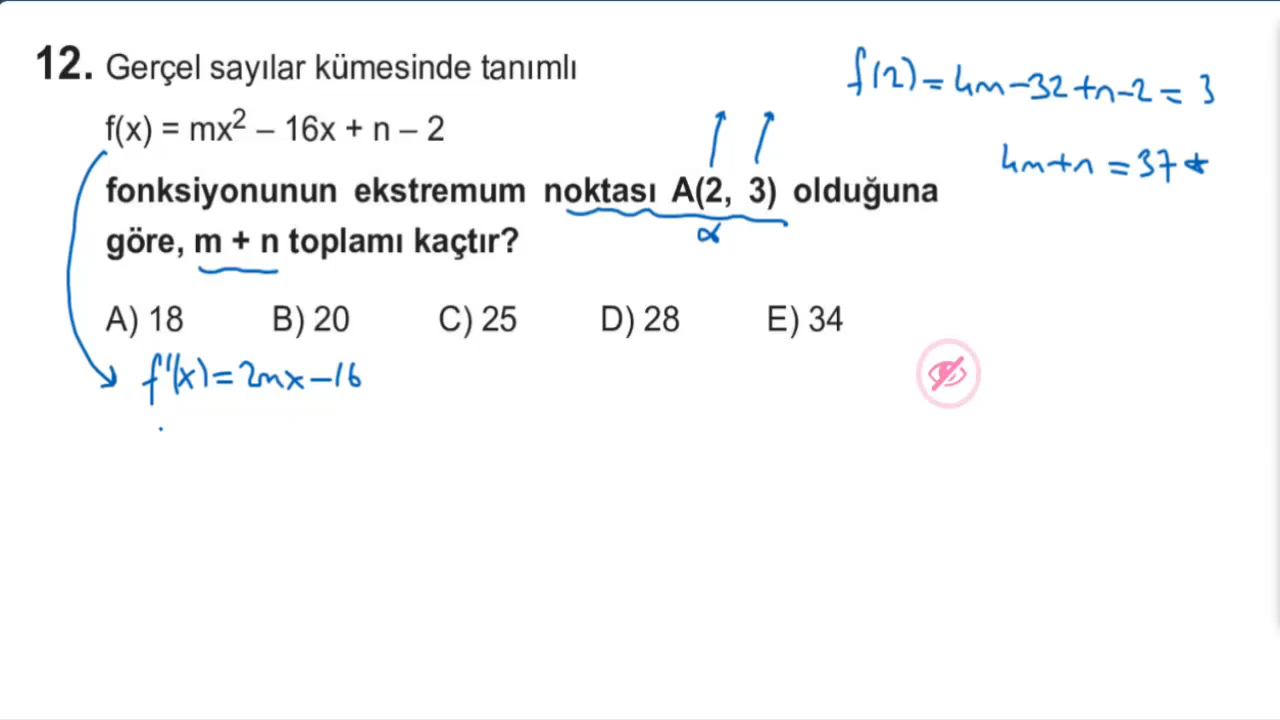 12. Gerçel sayılar kümesinde tanımlı
f(x) = mx² – 16x + n – 2
fonksiyonunun ekstremum noktası A(2, 3) olduğuna
göre, m + n toplamı kaçtır?
A) 18 B) 20 C) 25 D) 28 E) 34
f'(x) = 2mx – 16
α
f(2) = 4m – 32 + n – 2 = 3
4m + n = 37 *